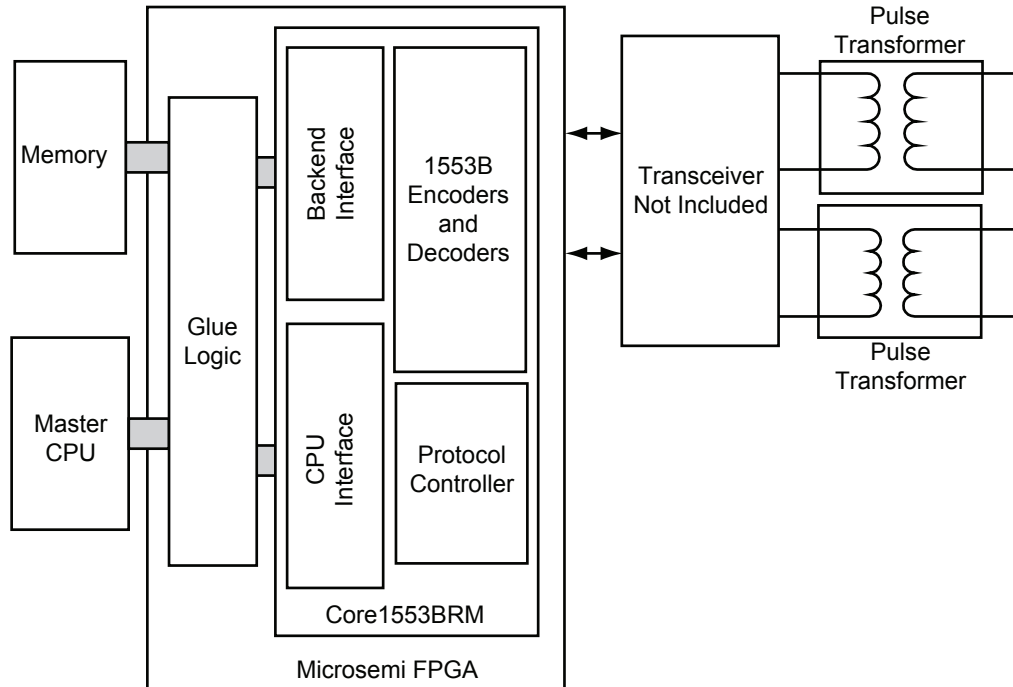 Memory
Master
CPU
Glue
Logic
Backend
Interface
CPU
Interface
1553B
Encoders
and
Decoders
Protocol
Controller
Core1553BRM
Microsemi FPGA
Transceiver
Not Included
Pulse
Transformer
Pulse
Transformer